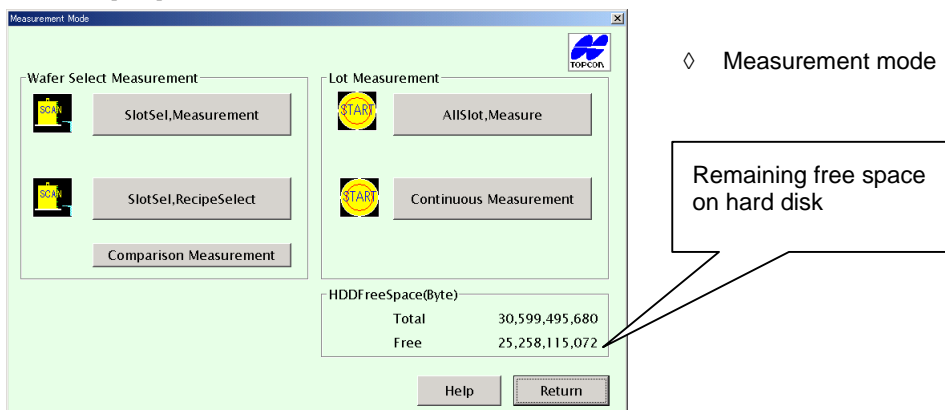 Measurement Mode
TOPCON
Wafer Select Measurement
SCAN
SlotSel,Measurement
SCAN
SlotSel,RecipeSelect
Comparison Measurement
Lot Measurement
START
AllSlot,Measure
START
Continuous Measurement
HDDFreeSpace(Byte)
Total 30,599,495,680
Free 25,258,115,072
Help Return
◊ Measurement mode
Remaining free space
on hard disk